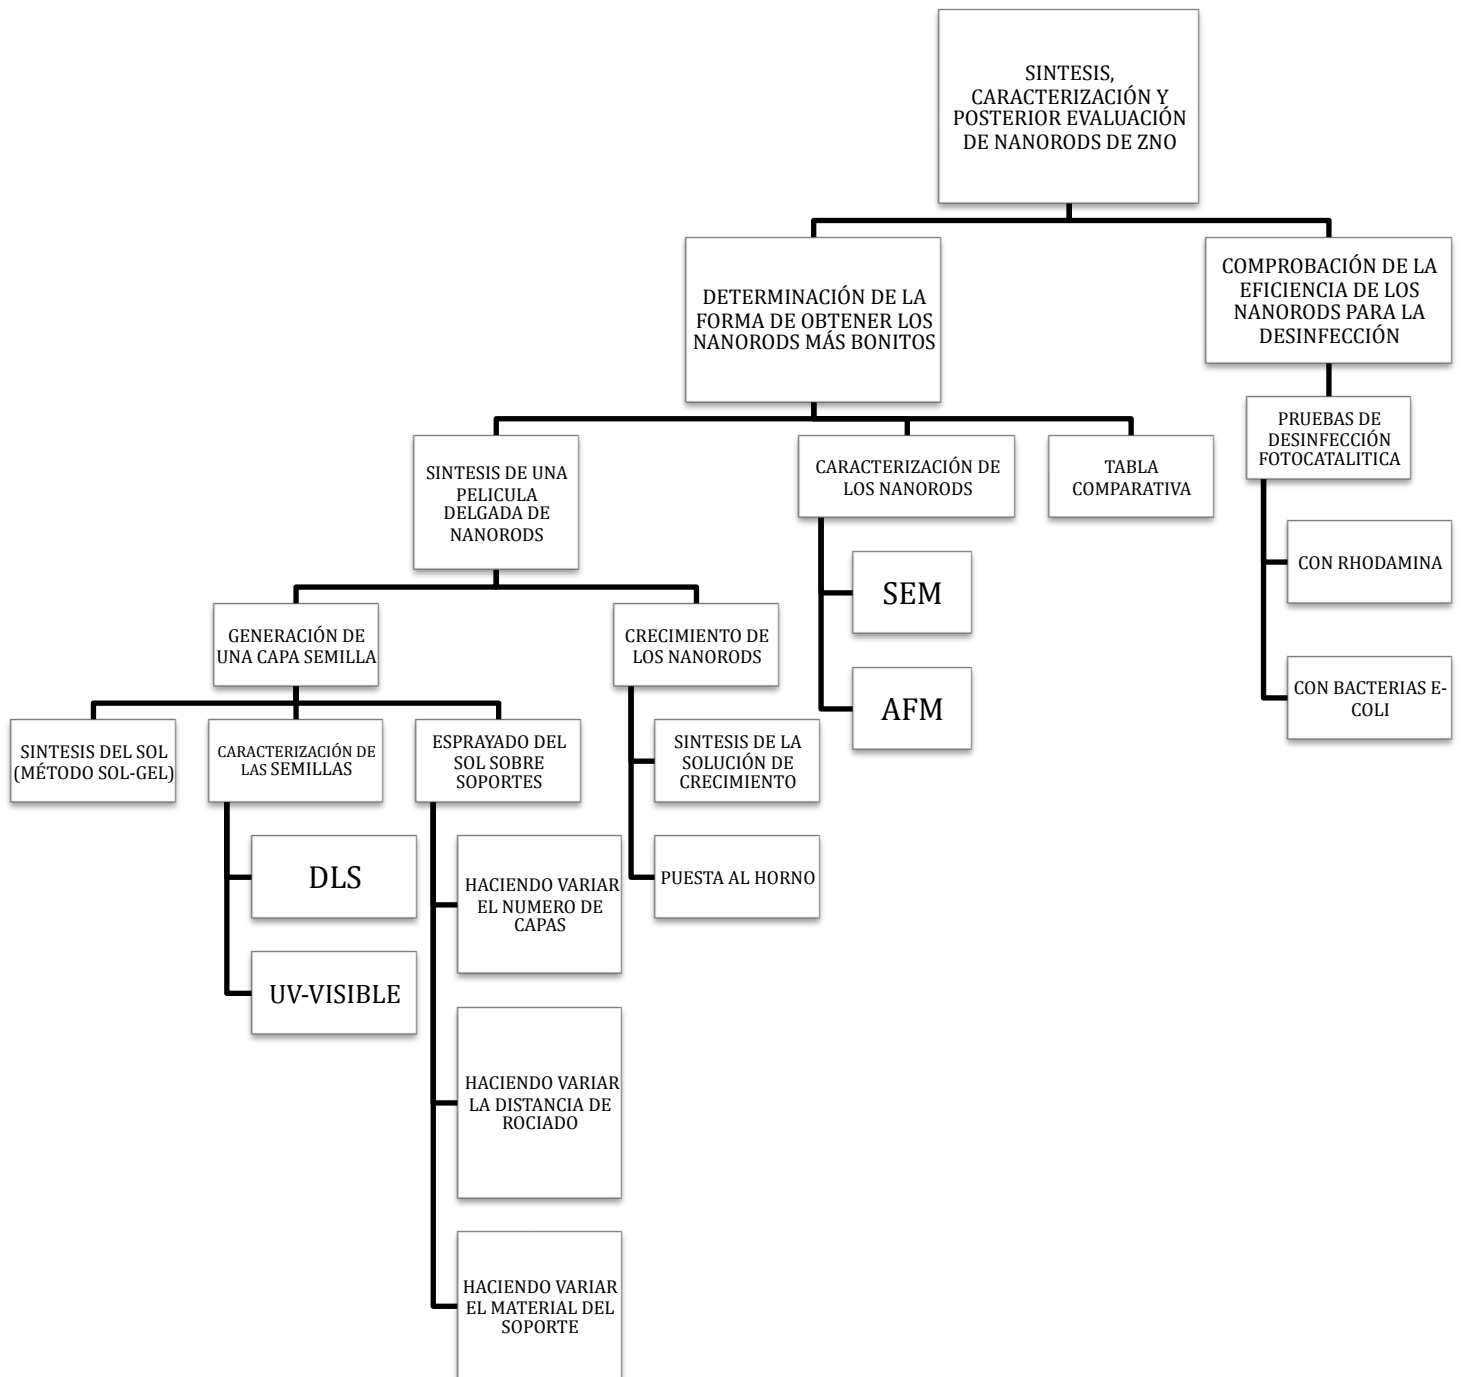 SINTESIS,
CARACTERIZACIÓN Y
POSTERIOR EVALUACIÓN
DE NANORODS DE ZNO
DETERMINACIÓN DE LA
FORMA DE OBTENER LOS
NANORODS MÁS BONITOS
COMPROBACIÓN DE LA
EFICIENCIA DE LOS
NANORODS PARA LA
DESINFECCIÓN
SINTESIS DE UNA
PELICULA
DELGADA DE
NANORODS
CARACTERIZACIÓN DE
LOS NANORODS
TABLA
COMPARATIVA
PRUEBAS DE
DESINFECCIÓN
FOTOCATALITICA
GENERACIÓN DE
UNA CAPA SEMILLA
CRECIMIENTO DE
LOS NANORODS
SEM
AFM
CON RHODAMINA
CON BACTERIAS E-
COLI
SINTESIS DEL SOL
(MÉTODO SOL-GEL)
CARACTERIZACIÓN DE
LAS SEMILLAS
ESPRAYADO DEL
SOL SOBRE
SOPORTES
SINTESIS DE LA
SOLUCIÓN DE
CRECIMIENTO
PUESTA AL HORNO
DLS
UV-VISIBLE
HACIENDO VARIAR
EL NUMERO DE
CAPAS
HACIENDO VARIAR
LA DISTANCIA DE
ROCIADO
HACIENDO VARIAR
EL MATERIAL DEL
SOPORTE